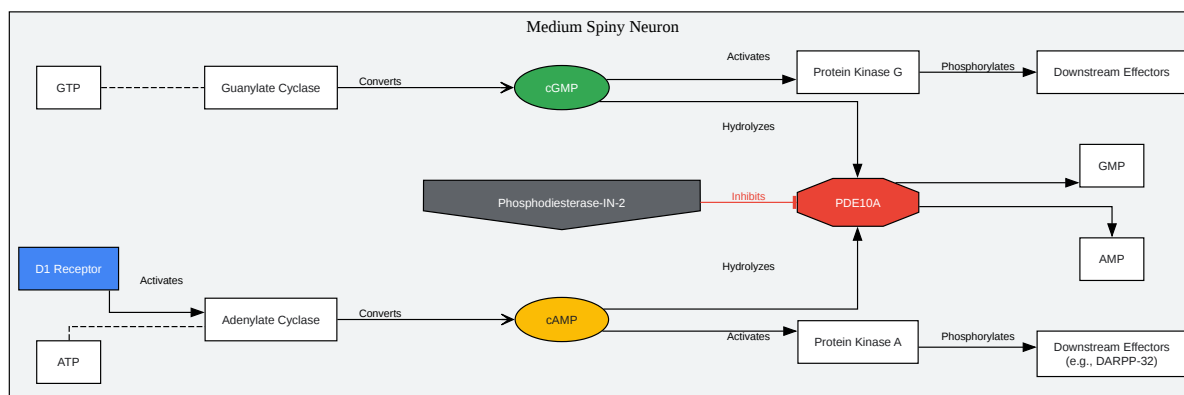 Medium Spiny Neuron
GTP
Guanylate Cyclase
Converts
cGMP
Activates
Protein Kinase G
Phosphorylates
Downstream Effectors
Hydrolyzes
GMP
Phosphodiesterase-IN-2
Inhibits
PDE10A
D1 Receptor
Activates
Hydrolyzes
AMP
Adenylate Cyclase
Converts
cAMP
Activates
Protein Kinase A
Phosphorylates
Downstream Effectors
(e.g., DARPP-32)
ATP